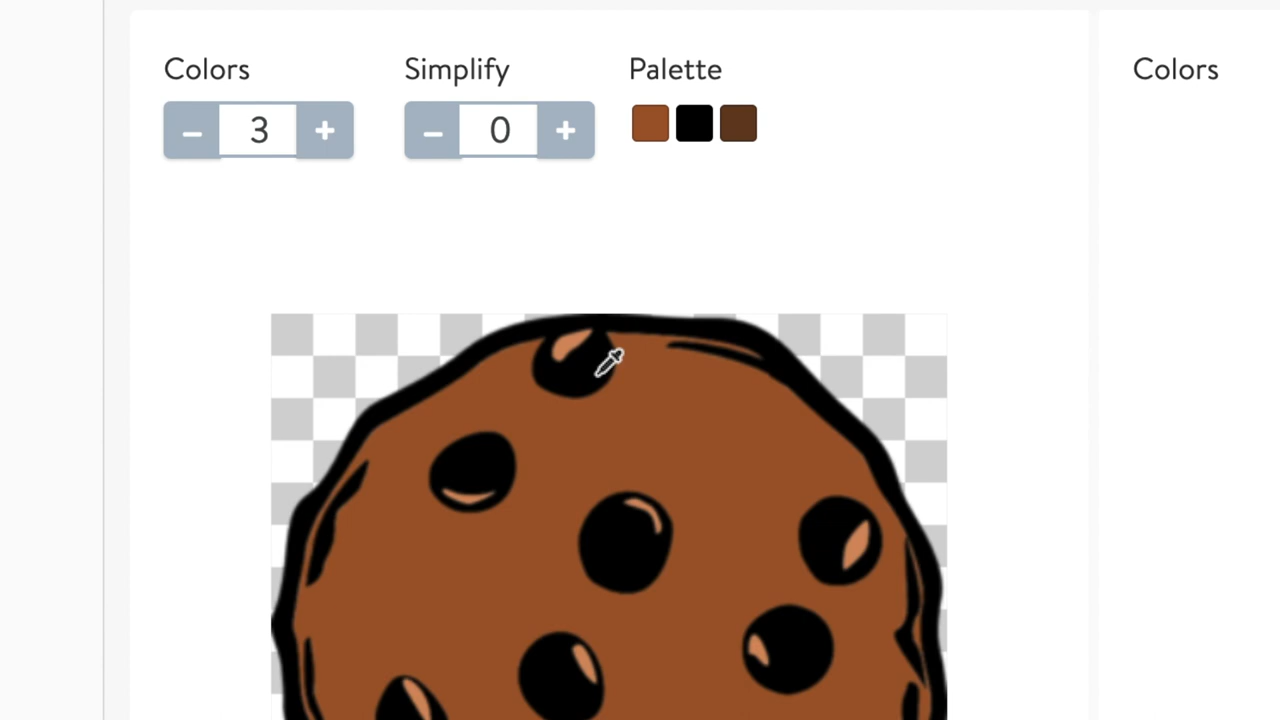 Colors Simplify Palette Colors
– 3 + – 0 +